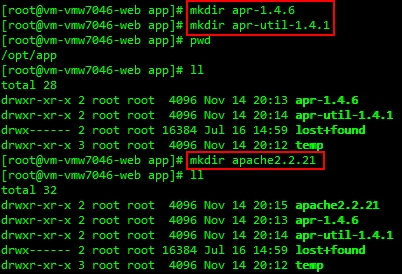 [root@vm-vmw7046-web app]# mkdir apr-1.4.6
[root@vm-vmw7046-web app]# mkdir apr-util-1.4.1
[root@vm-vmw7046-web app]# pwd
/opt/app
[root@vm-vmw7046-web app]# ll
total 28
drwxr-xr-x 2 root root  4096 Nov 14 20:13 apr-1.4.6
drwxr-xr-x 2 root root  4096 Nov 14 20:14 apr-util-1.4.1
drwx------ 2 root root 16384 Jul 16 14:59 lost+found
drwxr-xr-x 3 root root  4096 Nov 14 20:12 temp
[root@vm-vmw7046-web app]# mkdir apache2.2.21
[root@vm-vmw7046-web app]# ll
total 32
drwxr-xr-x 2 root root  4096 Nov 14 20:15 apache2.2.21
drwxr-xr-x 2 root root  4096 Nov 14 20:13 apr-1.4.6
drwxr-xr-x 2 root root  4096 Nov 14 20:14 apr-util-1.4.1
drwx------ 2 root root 16384 Jul 16 14:59 lost+found
drwxr-xr-x 3 root root  4096 Nov 14 20:12 temp